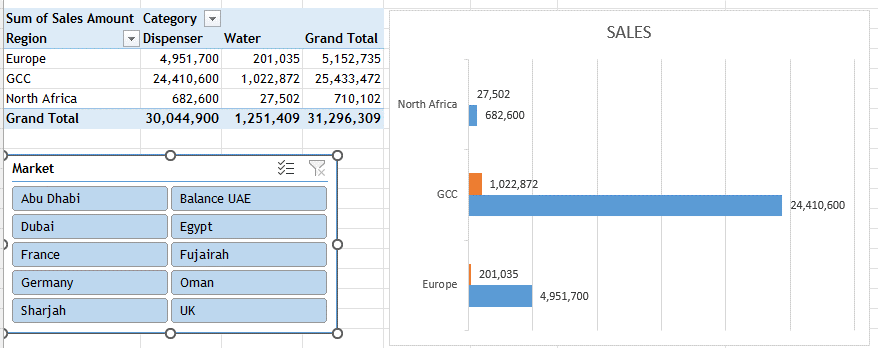 Sum of Sales Amount Category
Region Dispenser Water Grand Total
Europe 4,951,700 201,035 5,152,735
GCC 24,410,600 1,022,872 25,433,472
North Africa 682,600 27,502 710,102
Grand Total 30,044,900 1,251,409 31,296,309
Market
Abu Dhabi Balance UAE
Dubai Egypt
France Fujairah
Germany Oman
Sharjah UK
SALES
27,502
North Africa
682,600
1,022,872
GCC
24,410,600
201,035
Europe
4,951,700